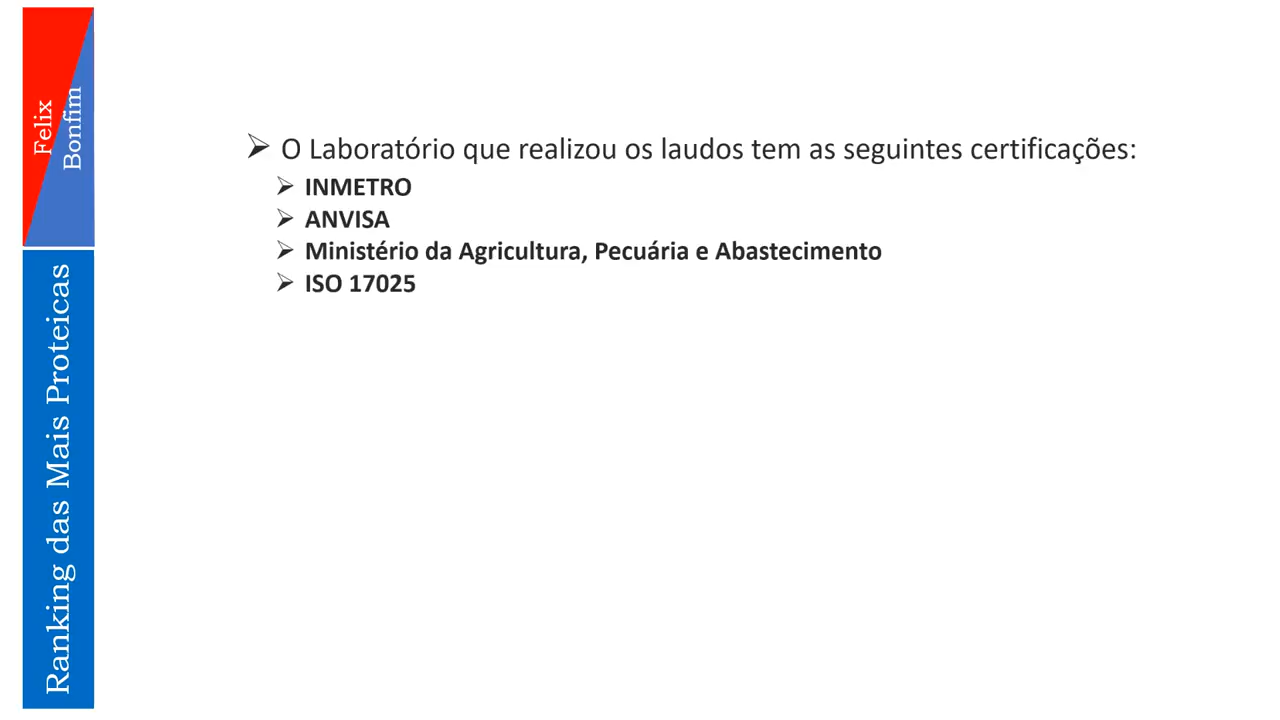 Felix
Bonfim
Ranking das Mais Proteicas
➢ O Laboratório que realizou os laudos tem as seguintes certificações:
➢ INMETRO
➢ ANVISA
➢ Ministério da Agricultura, Pecuária e Abastecimento
➢ ISO 17025